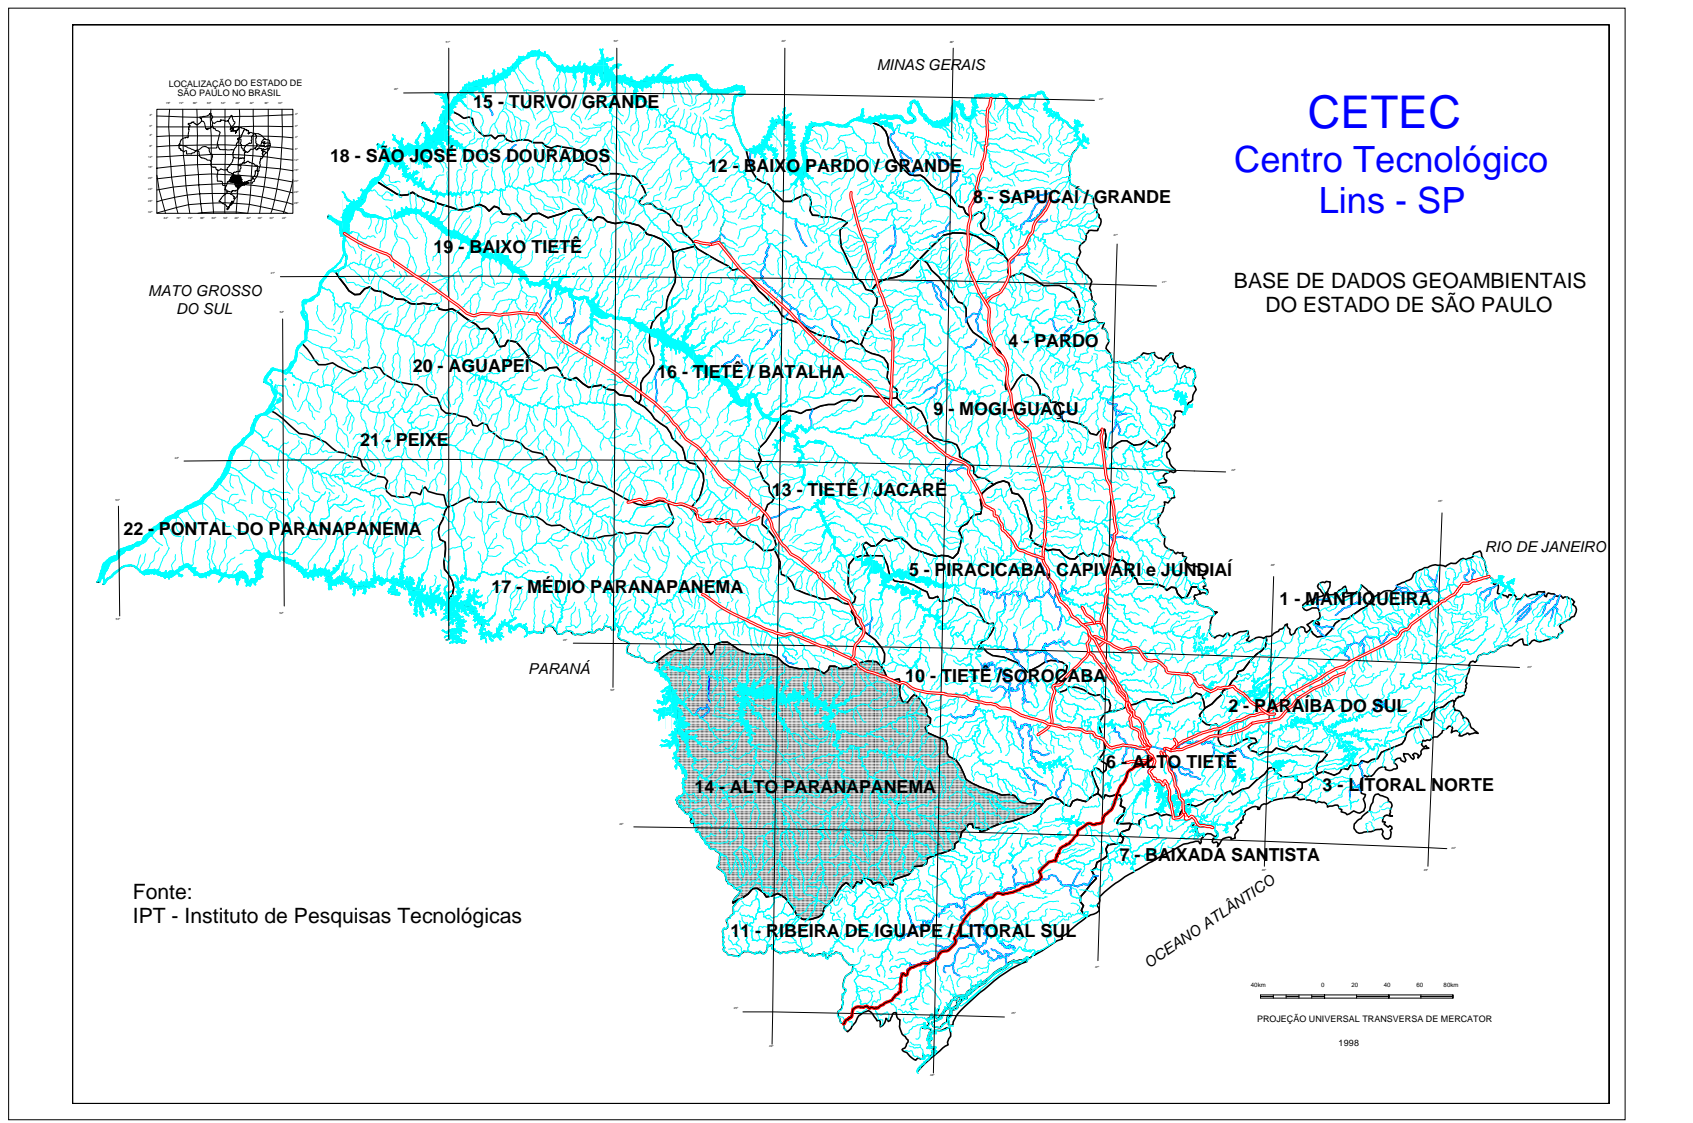 MINAS GERAIS
LOCALIZAÇÃO DO ESTADO DE
SÃO PAULO NO BRASIL
CETEC
Centro Tecnológico
Lins - SP
BASE DE DADOS GEOAMBIENTAIS
DO ESTADO DE SÃO PAULO
15 - TURVO/ GRANDE
18 - SÃO JOSÉ DOS DOURADOS
12 - BAIXO PARDO / GRANDE
8 - SAPUCAÍ / GRANDE
19 - BAIXO TIETÊ
MATO GROSSO
DO SUL
4 - PARDO
20 - AGUAPEÍ
16 - TIETÊ / BATALHA
9 - MOGI-GUAÇU
21 - PEIXE
13 - TIETÊ / JACARÉ
22 - PONTAL DO PARANAPANEMA
RIO DE JANEIRO
5 - PIRACICABA, CAPIVARI e JUNDIAÍ
17 - MÉDIO PARANAPANEMA
1 - MANTIQUEIRA
PARANÁ
10 - TIETÊ /SOROCABA
2 - PARAÍBA DO SUL
6 - ALTO TIETÊ
14 - ALTO PARANAPANEMA
3 - LITORAL NORTE
7 - BAIXADA SANTISTA
Fonte:
IPT - Instituto de Pesquisas Tecnológicas
11 - RIBEIRA DE IGUAPE / LITORAL SUL
OCEANO ATLÂNTICO
40km 0 20 40 60 80km
PROJEÇÃO UNIVERSAL TRANSVERSA DE MERCATOR
1998